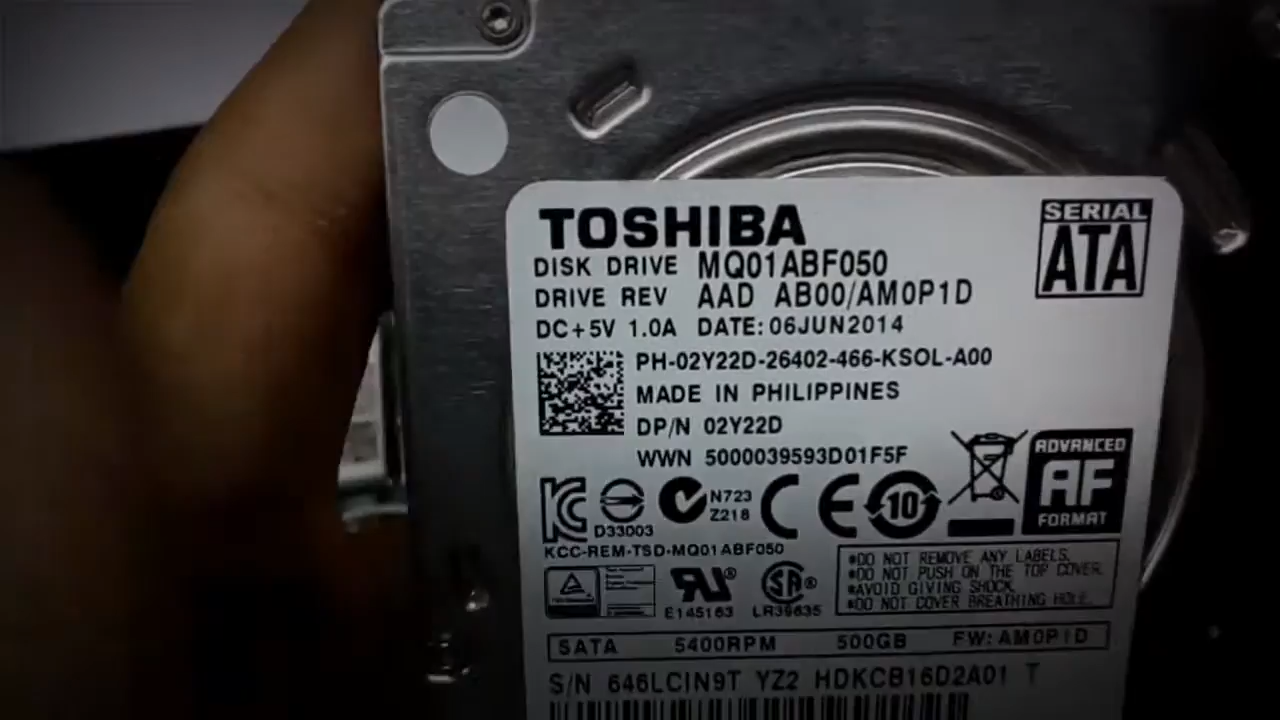 TOSHIBA
SERIAL
ATA
DISK DRIVE MQ01ABF050
DRIVE REV AAD AB00/AM0P1D
DC+5V 1.0A DATE:06JUN2014
PH-02Y22D-26402-466-KSOL-A00
MADE IN PHILIPPINES
DP/N 02Y22D
WWN 5000039593D01F5F
ADVANCED
AF
FORMAT
KC
D33003
N723
Z218
CE
10
KCC-REM-TSD-MQ01ABF050
E145163
LR39635
*DO NOT REMOVE ANY LABELS.
*DO NOT PUSH ON THE TOP COVER.
*AVOID GIVING SHOCK.
*DO NOT COVER BREATHING HOLE.
SATA 5400RPM 500GB FW:AM0P1D
S/N 646LCIN9T YZ2 HDKCB16D2A01 T